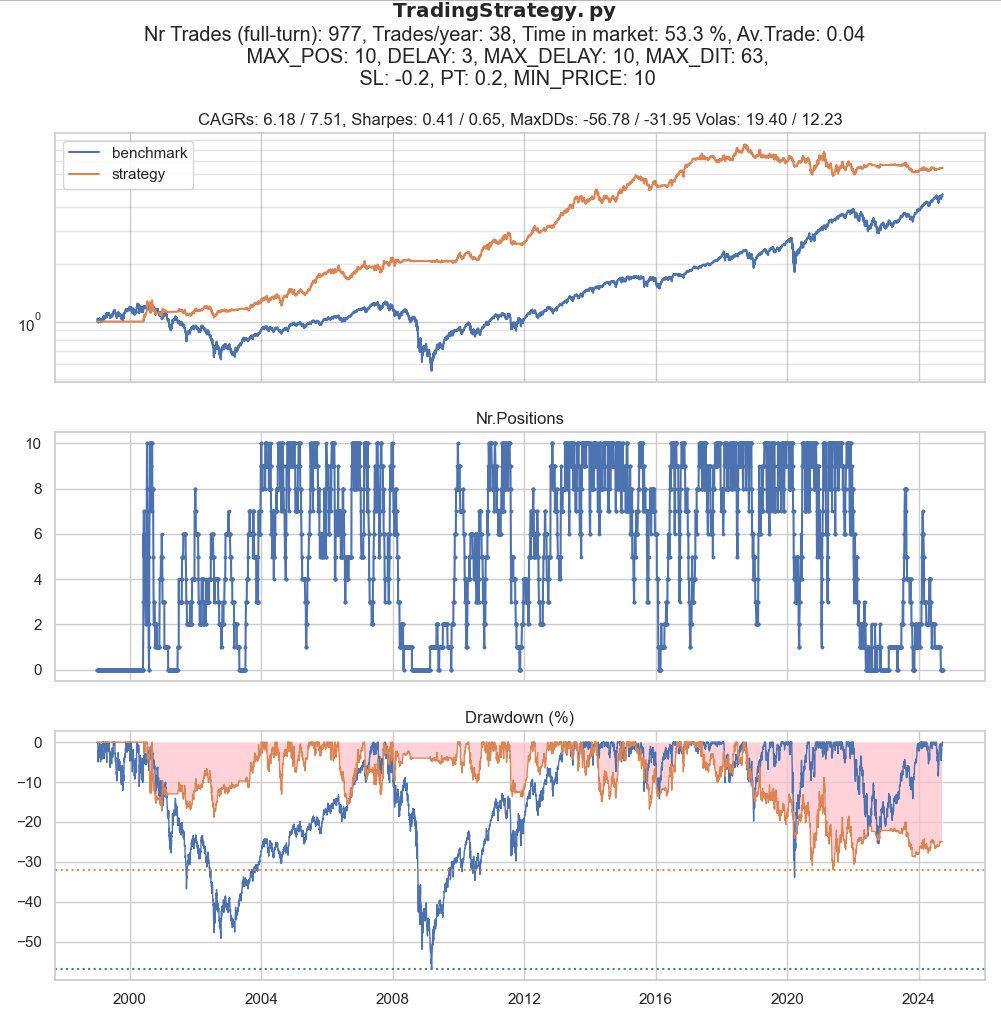 TradingStrategy.py
Nr Trades (full-turn): 977, Trades/year: 38, Time in market: 53.3 %, Av.Trade: 0.04
MAX_POS: 10, DELAY: 3, MAX_DELAY: 10, MAX_DIT: 63,
SL: -0.2, PT: 0.2, MIN_PRICE: 10
CAGRs: 6.18 / 7.51, Sharpes: 0.41 / 0.65, MaxDDs: -56.78 / -31.95 Volas: 19.40 / 12.23
benchmark
strategy
10⁰
Nr.Positions
10
8
6
4
2
0
Drawdown (%)
0
−10
−20
−30
−40
−50
2000 2004 2008 2012 2016 2020 2024